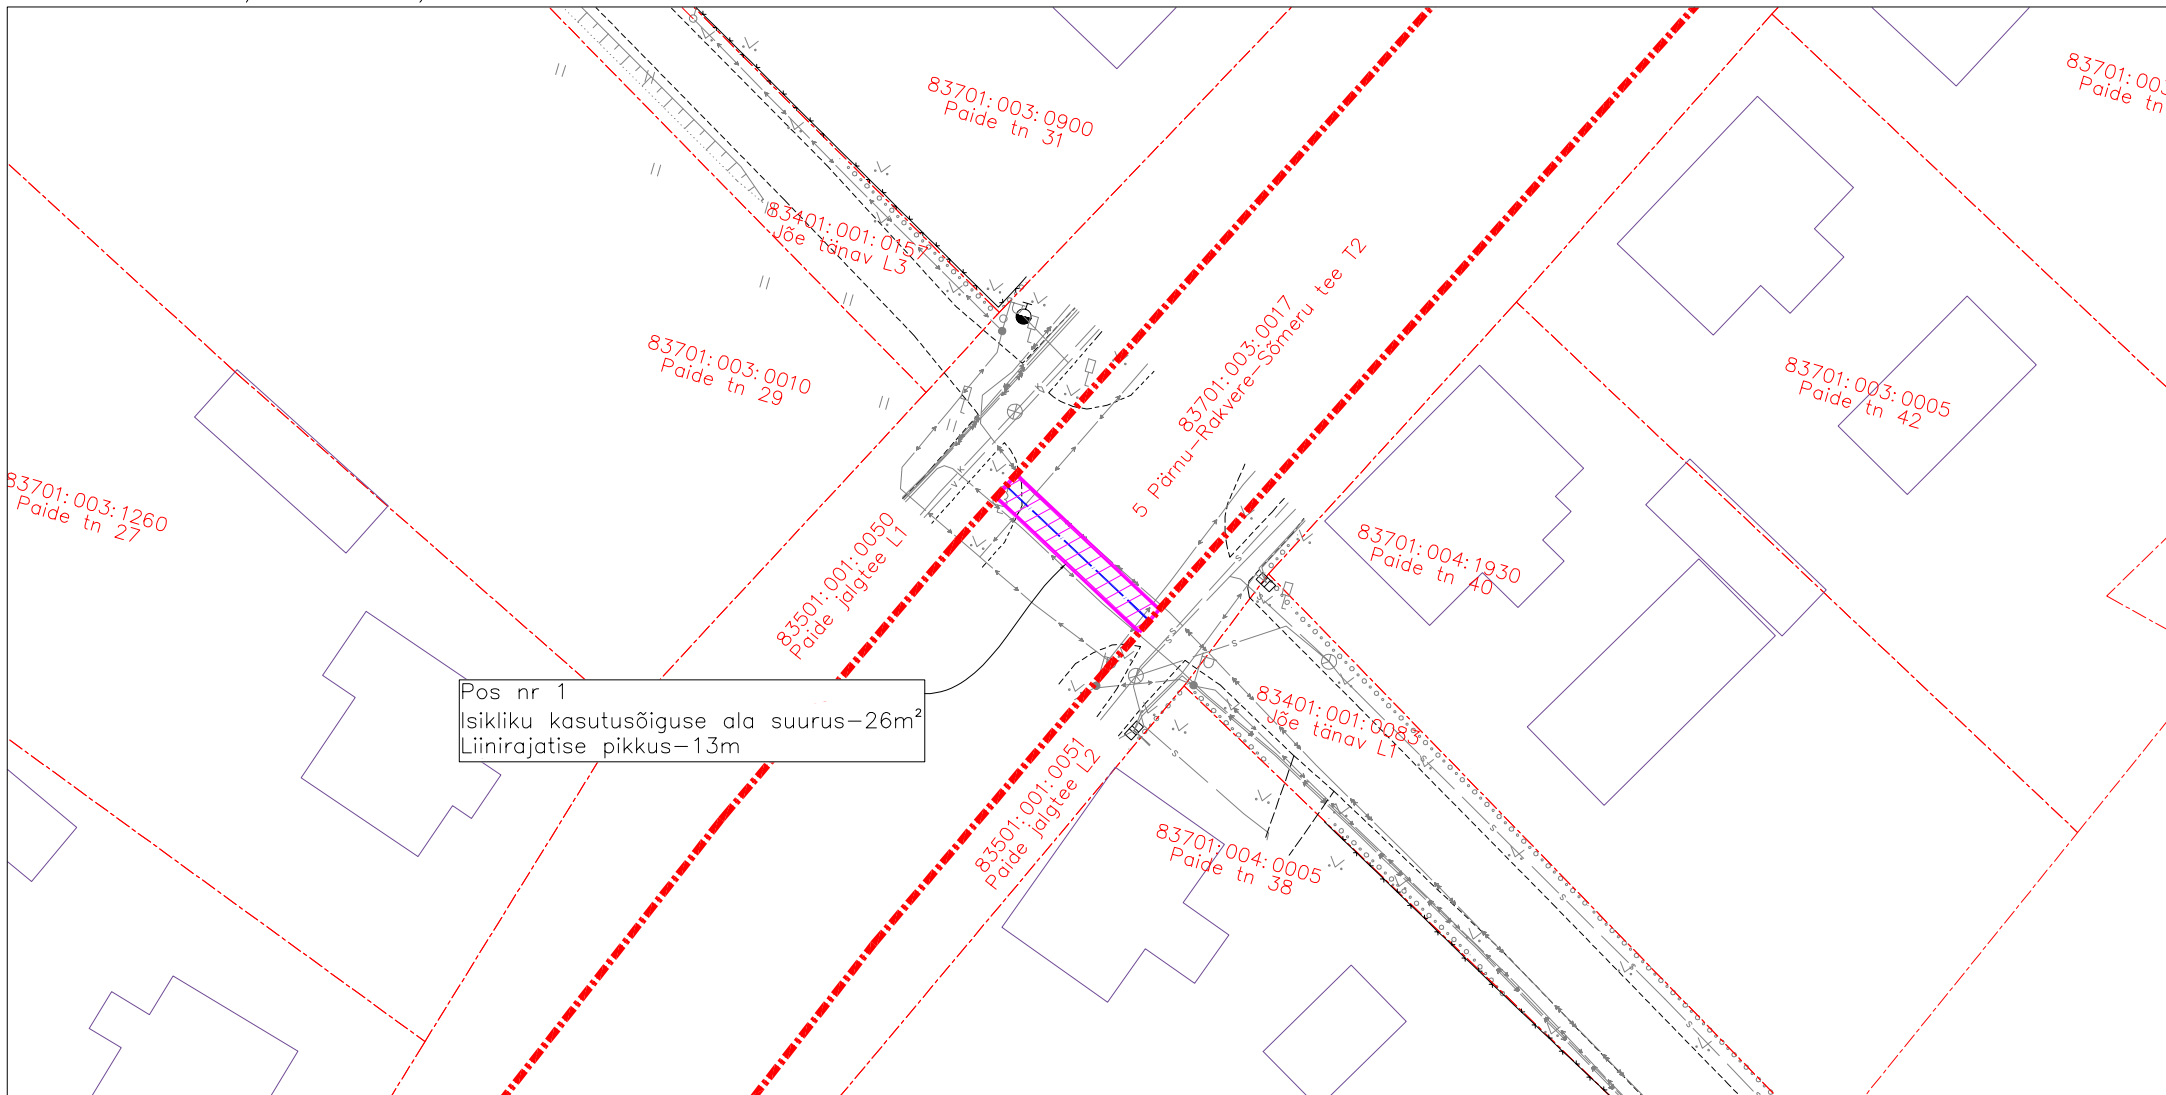 83701:003:0900
Paide tn 31
83701:003
Paide tn
83401:001:0157
Jõe tänav L3
83701:003:0017
5 Pärnu-Rakvere-Sõmeru tee T2
83701:003:0010
Paide tn 29
83701:003:0005
Paide tn 42
83701:003:1260
Paide tn 27
83501:001:0050
Paide jalgtee L1
83701:004:1930
Paide tn 40
Pos nr 1
Isikliku kasutusõiguse ala suurus-26m²
Liinirajatise pikkus-13m
83401:001:0083
Jõe tänav L1
83501:001:0051
Paide jalgtee L2
83701:004:0005
Paide tn 38